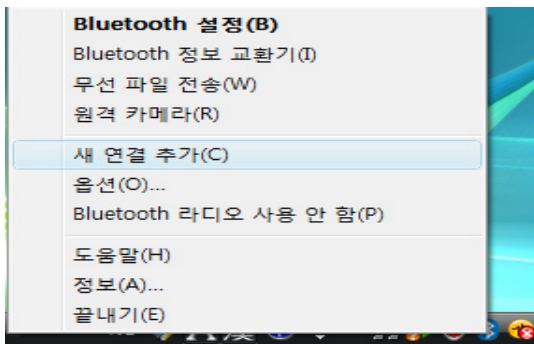 Bluetooth 설정(B)
Bluetooth 정보 교환기(I)
무선 파일 전송(W)
원격 카메라(R)
새 연결 추가(C)
옵션(O)...
Bluetooth 라디오 사용 안 함(P)
도움말(H)
정보(A)...
끝내기(E)